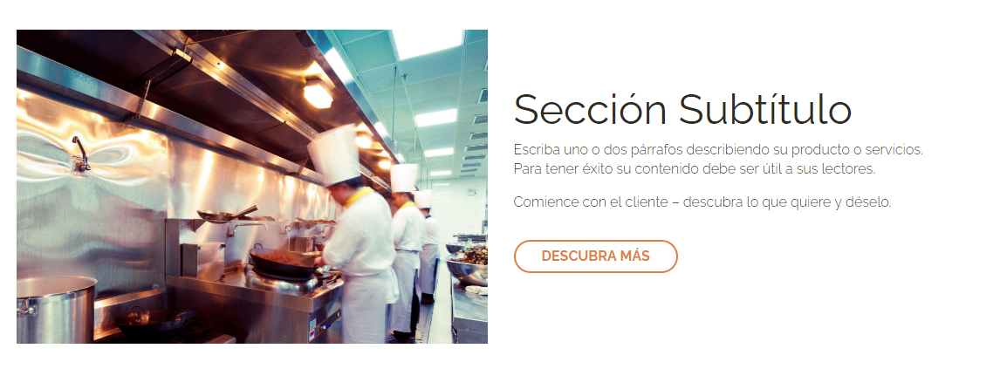 Sección Subtítulo
Escriba uno o dos párrafos describiendo su producto o servicios.
Para tener éxito su contenido debe ser útil a sus lectores.
Comience con el cliente – descubra lo que quiere y déselo.
DESCUBRA MÁS